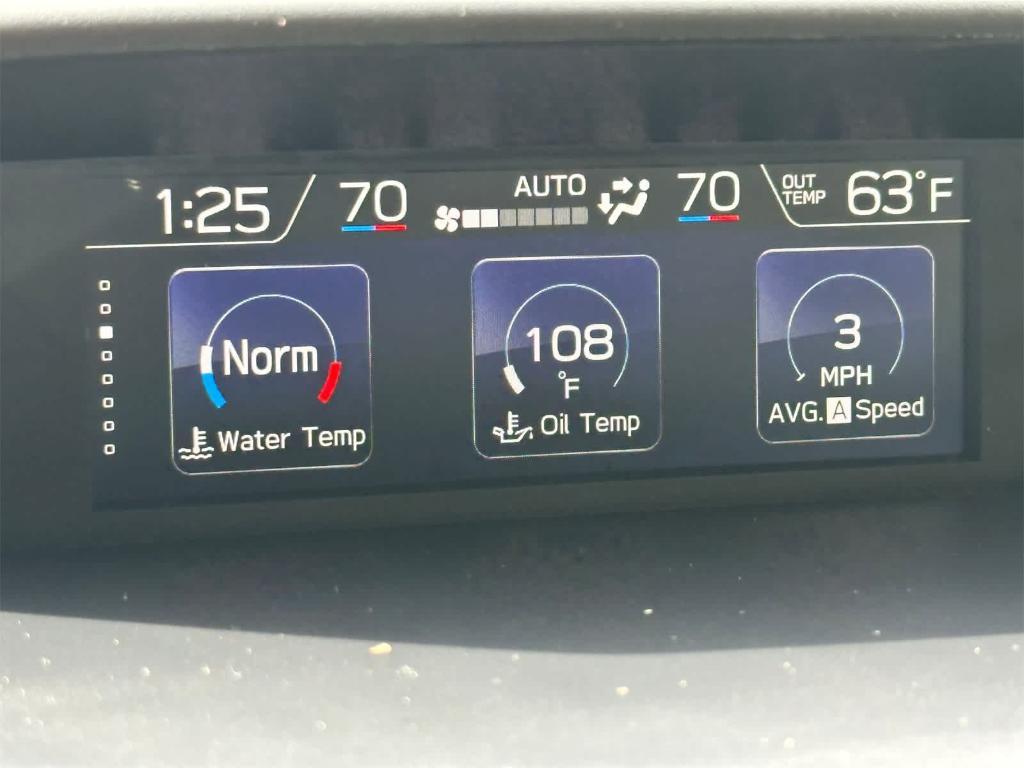 1:25
70
AUTO
70
OUT
TEMP
63°F
Norm
Water Temp
108
°F
Oil Temp
3
MPH
AVG. A Speed